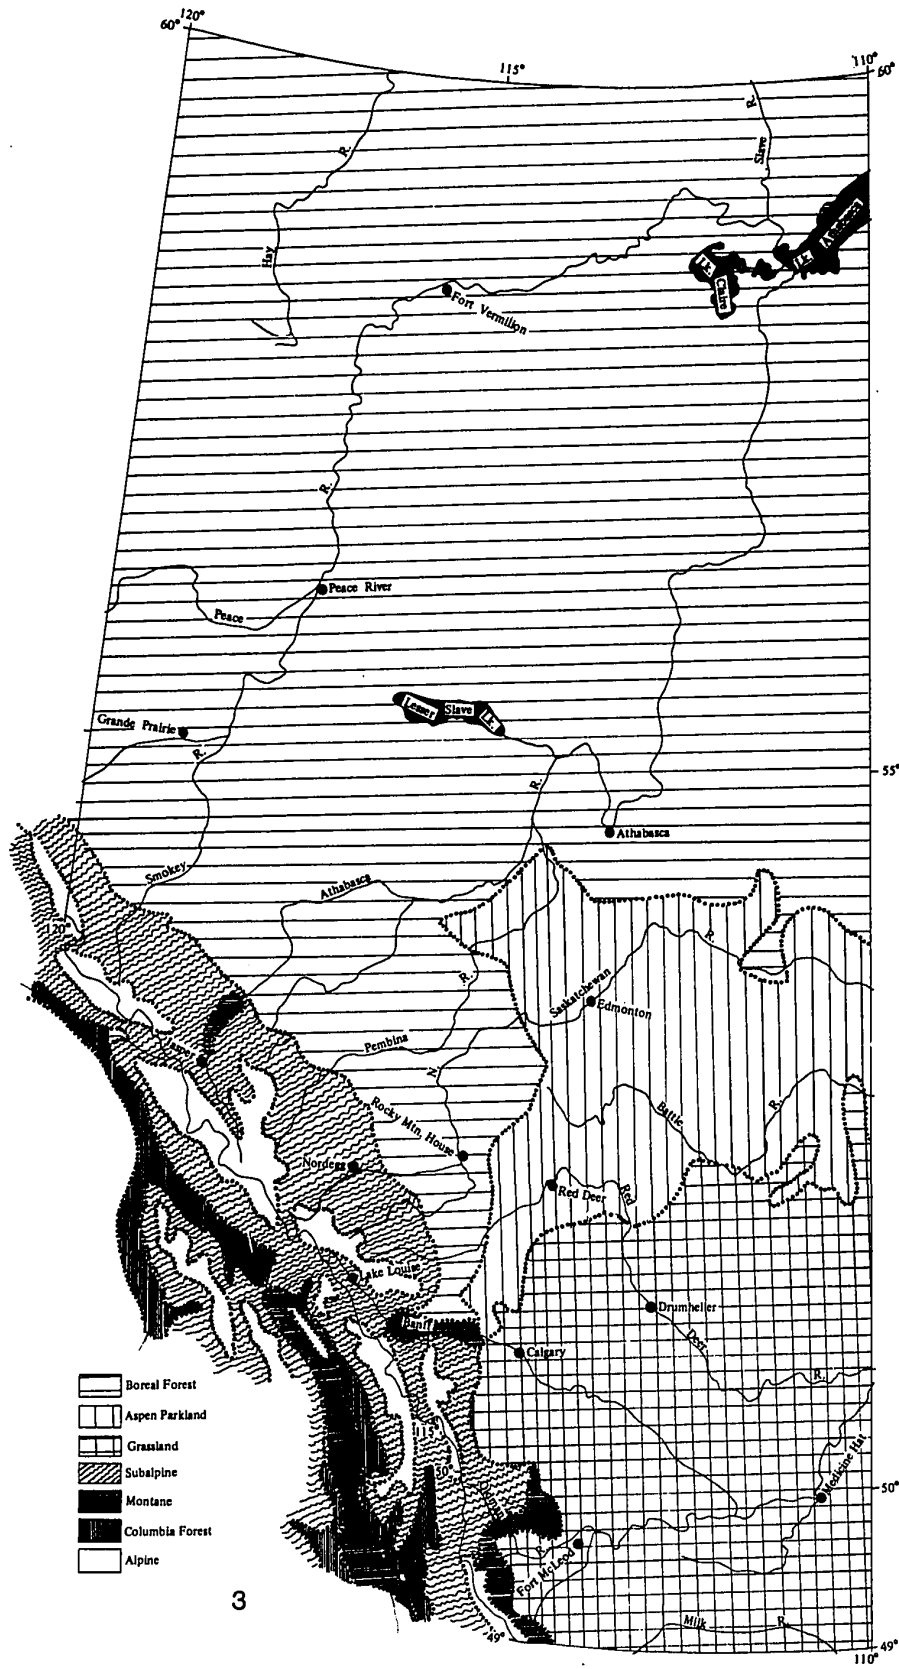 120°
60°
115°
110°
60°
R.
Slave
R.
Hay
Lk. Athabasca
Lk. Claire
Fort Vermilion
R.
Peace River
Peace
Lesser Slave Lk.
Grande Prairie
R.
55°
R.
Athabasca
Smokey
Athabasca
120°
R.
R.
Saskatchewan
Edmonton
Jasper
Pembina
N.
Battle
R.
Rocky Mtn. House
Nordegg
Red Deer
Red
Lake Louise
Drumheller
Banff
Deer
Calgary
R.
Boreal Forest
Aspen Parkland
Grassland
Subalpine
Montane
Columbia Forest
Alpine
115°
50°
Medicine Hat
50°
R.
Fort McLeod
3
49°
Milk R.
49°
110°